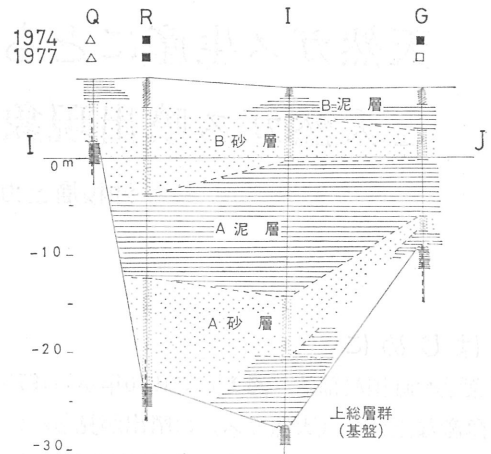 Q R I G
1974 △ ■ ■
1977 △ ■ □
B 泥 層
I J
B 砂 層
0 m
A 泥 層
-10
A 砂 層
-20
上総層群
(基盤)
-30